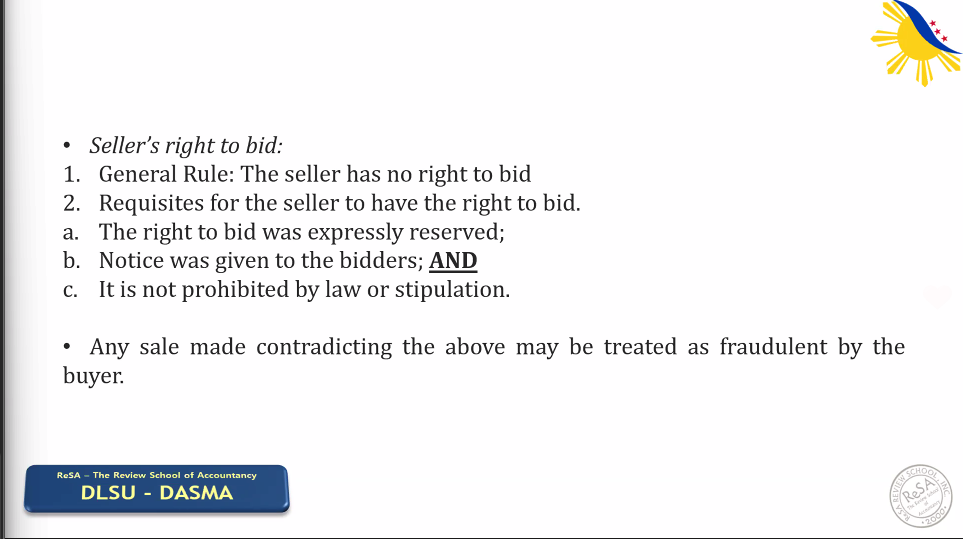 • Seller’s right to bid:
1. General Rule: The seller has no right to bid
2. Requisites for the seller to have the right to bid.
a. The right to bid was expressly reserved;
b. Notice was given to the bidders; AND
c. It is not prohibited by law or stipulation.
• Any sale made contradicting the above may be treated as fraudulent by the
buyer.
ReSA – The Review School of Accountancy
DLSU - DASMA
ReSA REVIEW SCHOOL, INC.
ReSA
The Review School
of
Accountancy
• 2000 •